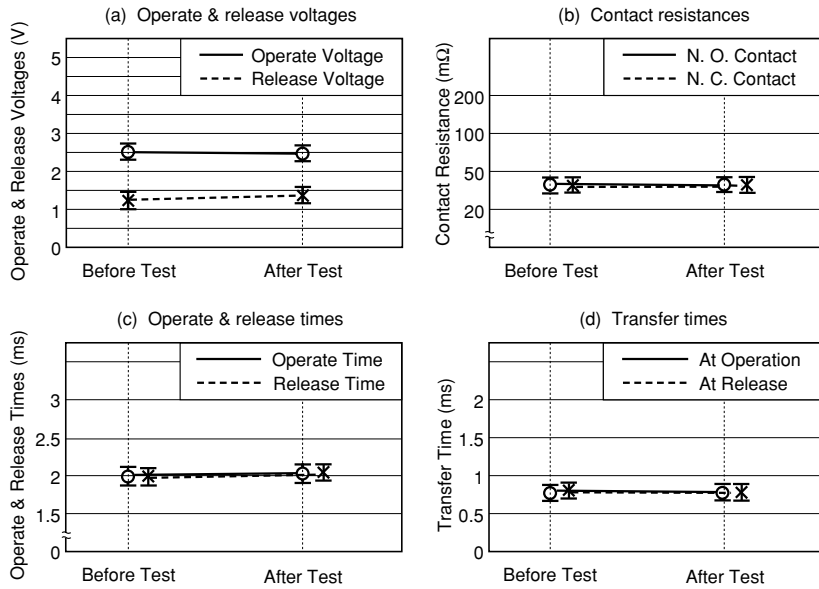 (a) Operate & release voltages
Operate & Release Voltages (V)
5
4
3
2
1
0
Operate Voltage
Release Voltage
Before Test
After Test
(b) Contact resistances
Contact Resistance (mΩ)
200
100
50
20
N. O. Contact
N. C. Contact
Before Test
After Test
(c) Operate & release times
Operate & Release Times (ms)
3
2.5
2
1.5
0
Operate Time
Release Time
Before Test
After Test
(d) Transfer times
Transfer Time (ms)
2
1
0.5
0
At Operation
At Release
Before Test
After Test